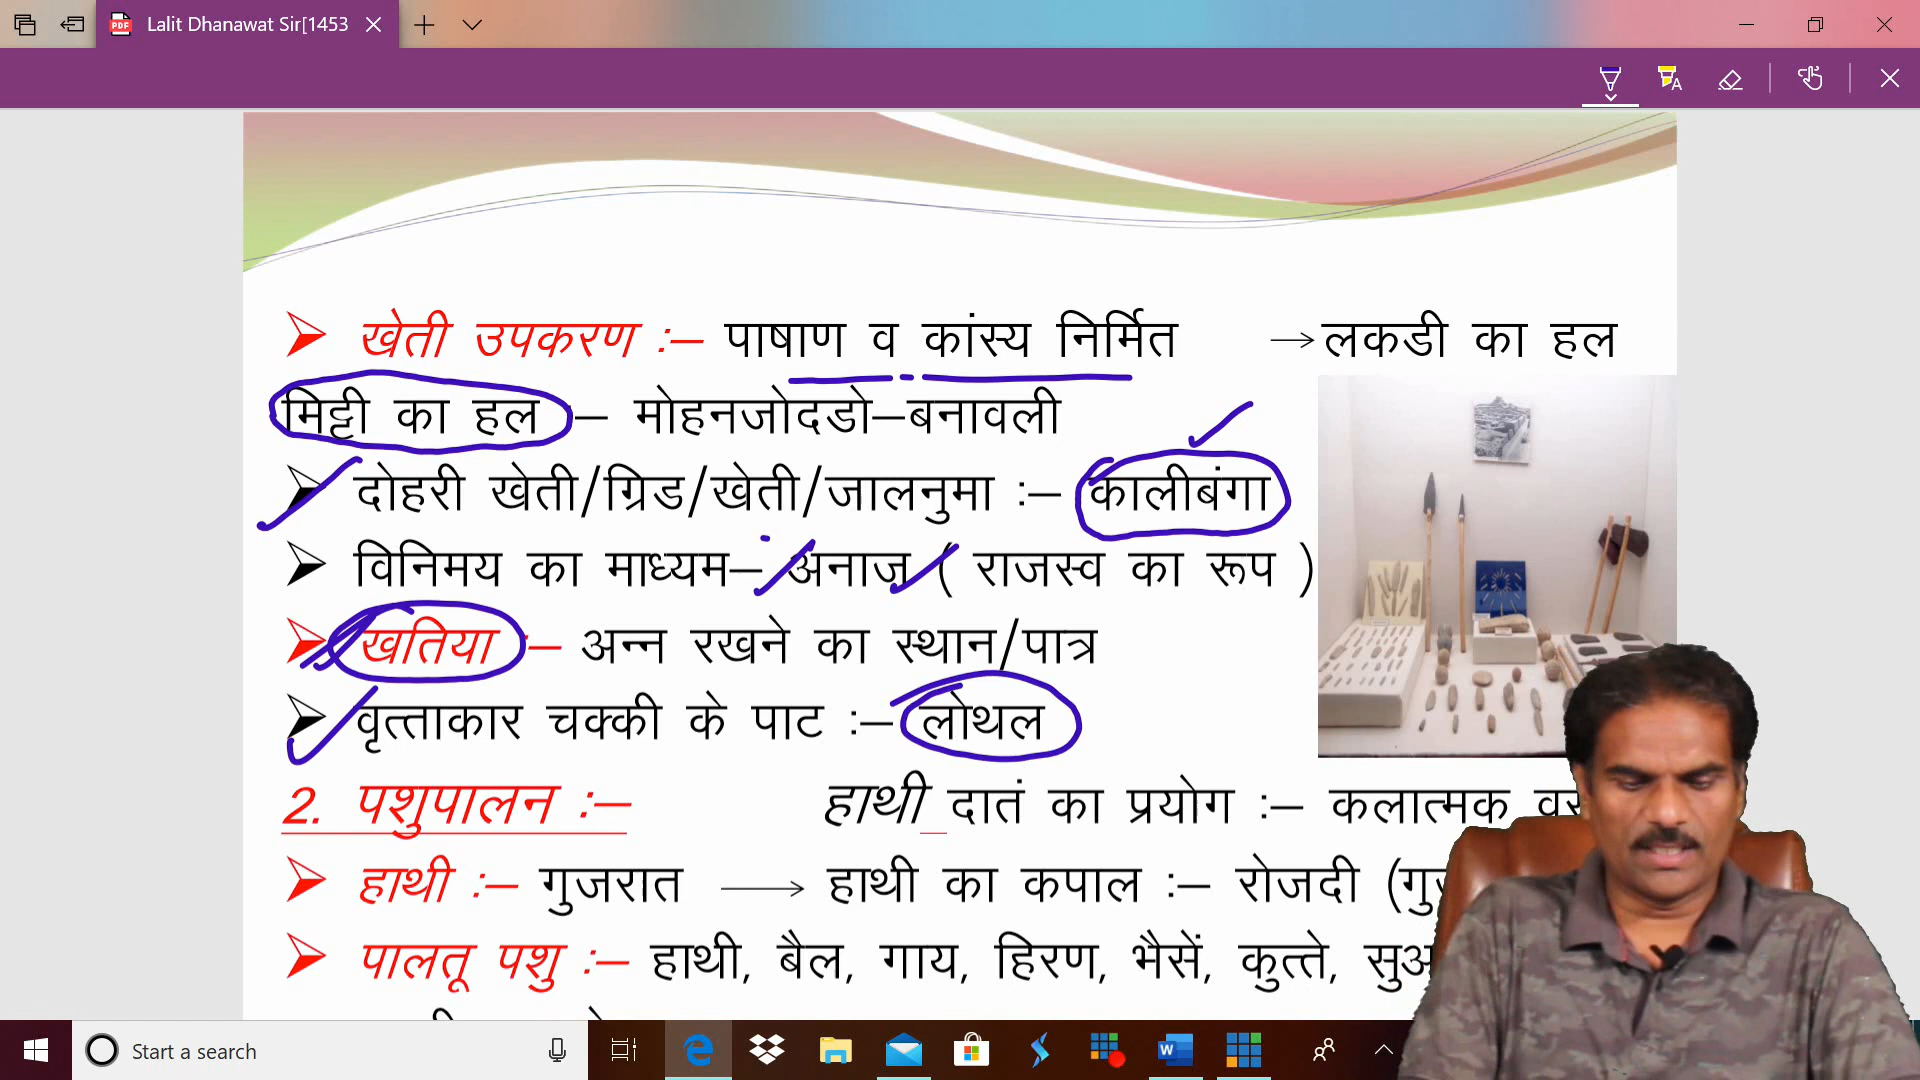 Lalit Dhanawat Sir[1453
खेती उपकरण :– पाषाण व कांस्य निर्मित →लकडी का हल
मिट्टी का हल – मोहनजोदडो–बनावली
दोहरी खेती/ग्रिड/खेती/जालनुमा :– कालीबंगा
विनिमय का माध्यम– अनाज ( राजस्व का रूप )
खतिया :– अन्न रखने का स्थान/पात्र
वृत्ताकार चक्की के पाट :– लोथल
2. पशुपालन :– हाथी दातं का प्रयोग :– कलात्मक
हाथी :– गुजरात → हाथी का कपाल :– रोजदी
पालतू पशु :– हाथी, बैल, गाय, हिरण, भैसें, कुत्ते,
Start a search